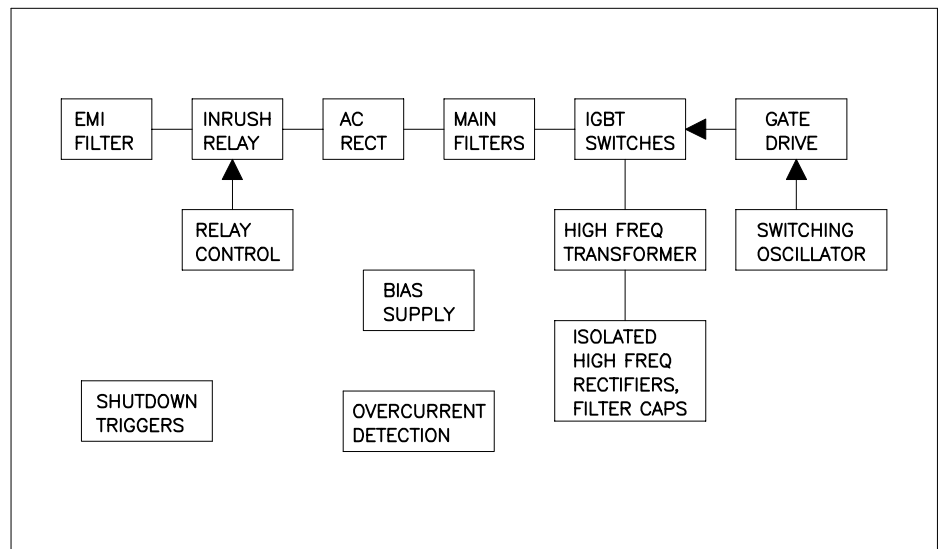 EMI
FILTER
INRUSH
RELAY
AC
RECT
MAIN
FILTERS
IGBT
SWITCHES
GATE
DRIVE
RELAY
CONTROL
HIGH FREQ
TRANSFORMER
SWITCHING
OSCILLATOR
BIAS
SUPPLY
ISOLATED
HIGH FREQ
RECTIFIERS,
FILTER CAPS
SHUTDOWN
TRIGGERS
OVERCURRENT
DETECTION